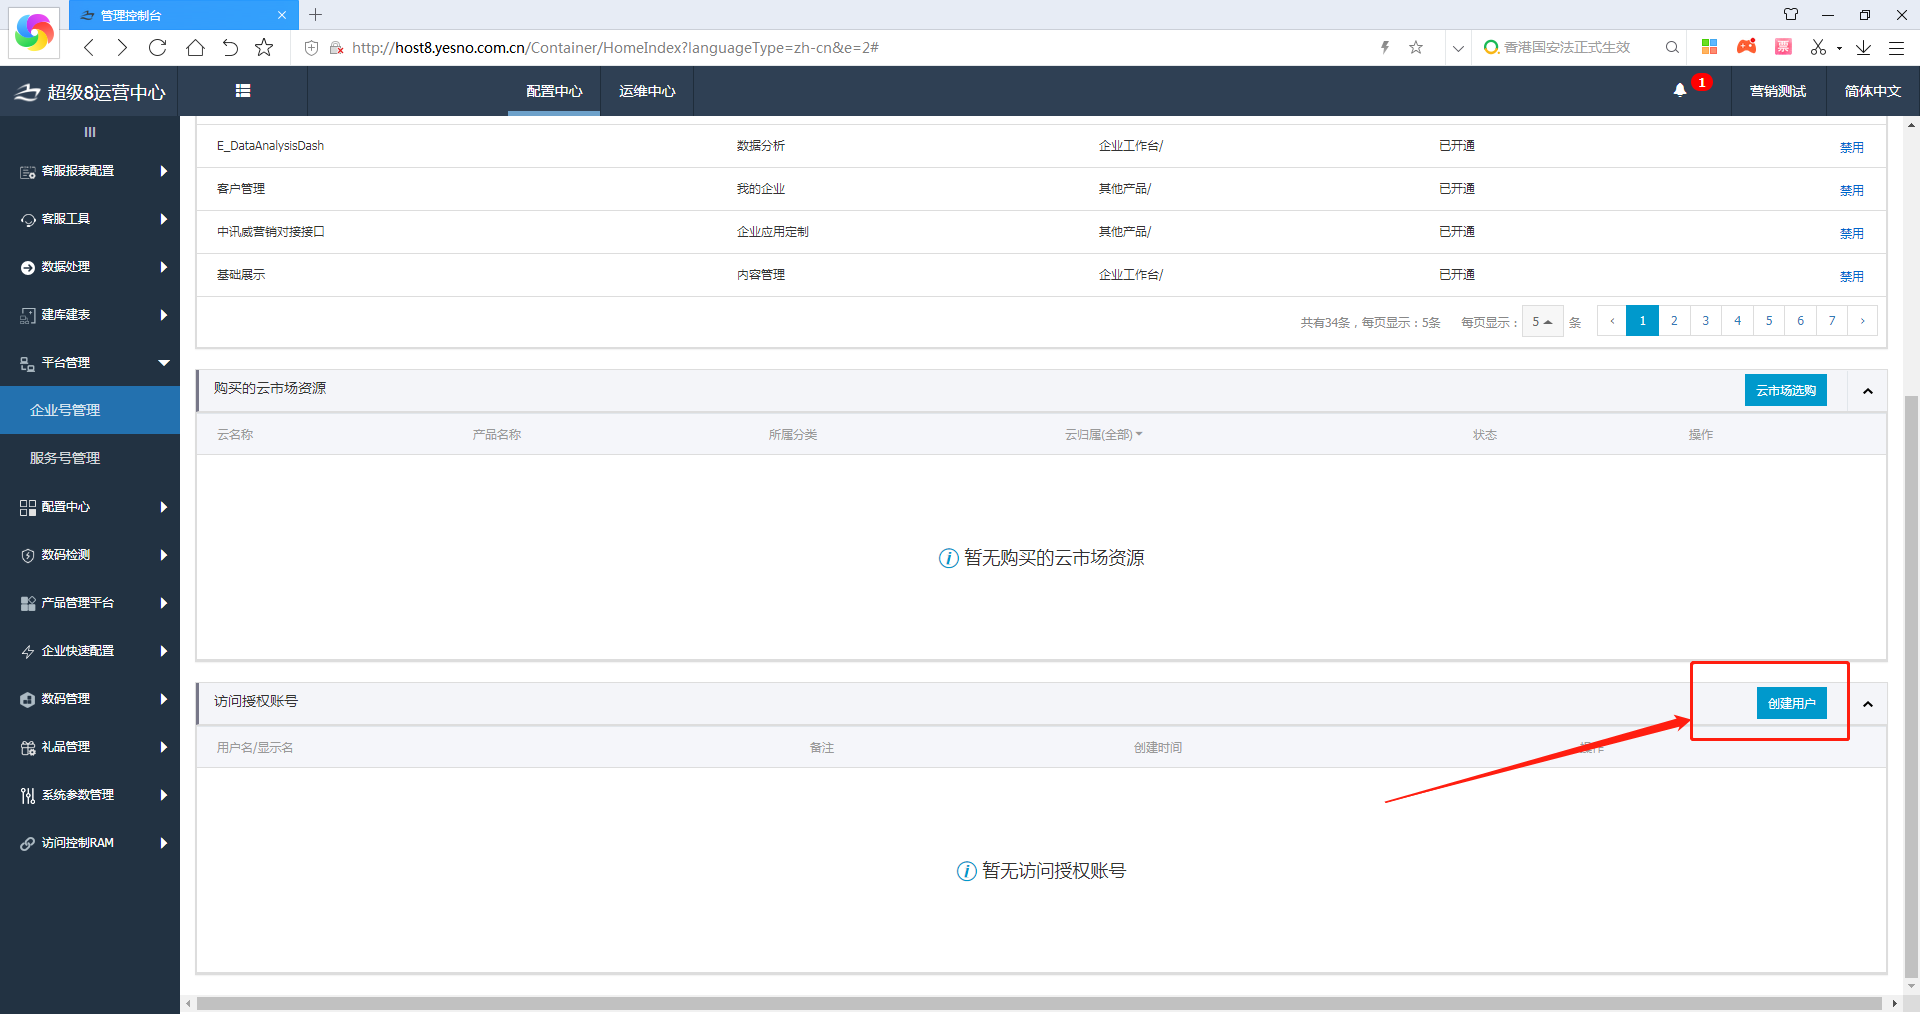 管理控制台
http://host8.yesno.com.cn/Container/HomeIndex?languageType=zh-cn&e=2#
香港国安法正式生效
票
超级8运营中心
配置中心
运维中心
1
营销测试
简体中文
客服报表配置
客服工具
数据处理
建库建表
平台管理
企业号管理
服务号管理
配置中心
数码检测
产品管理平台
企业快速配置
数码管理
礼品管理
系统参数管理
访问控制RAM
E_DataAnalysisDash 数据分析 企业工作台/ 已开通 禁用
客户管理 我的企业 其他产品/ 已开通 禁用
中讯威营销对接接口 企业应用定制 其他产品/ 已开通 禁用
基础展示 内容管理 企业工作台/ 已开通 禁用
共有34条，每页显示：5条 每页显示： 5 条 ‹ 1 2 3 4 5 6 7 ›
购买的云市场资源 云市场选购
云名称 产品名称 所属分类 云归属(全部) 状态 操作
暂无购买的云市场资源
访问授权账号 创建用户
用户名/显示名 备注 创建时间 操作
暂无访问授权账号